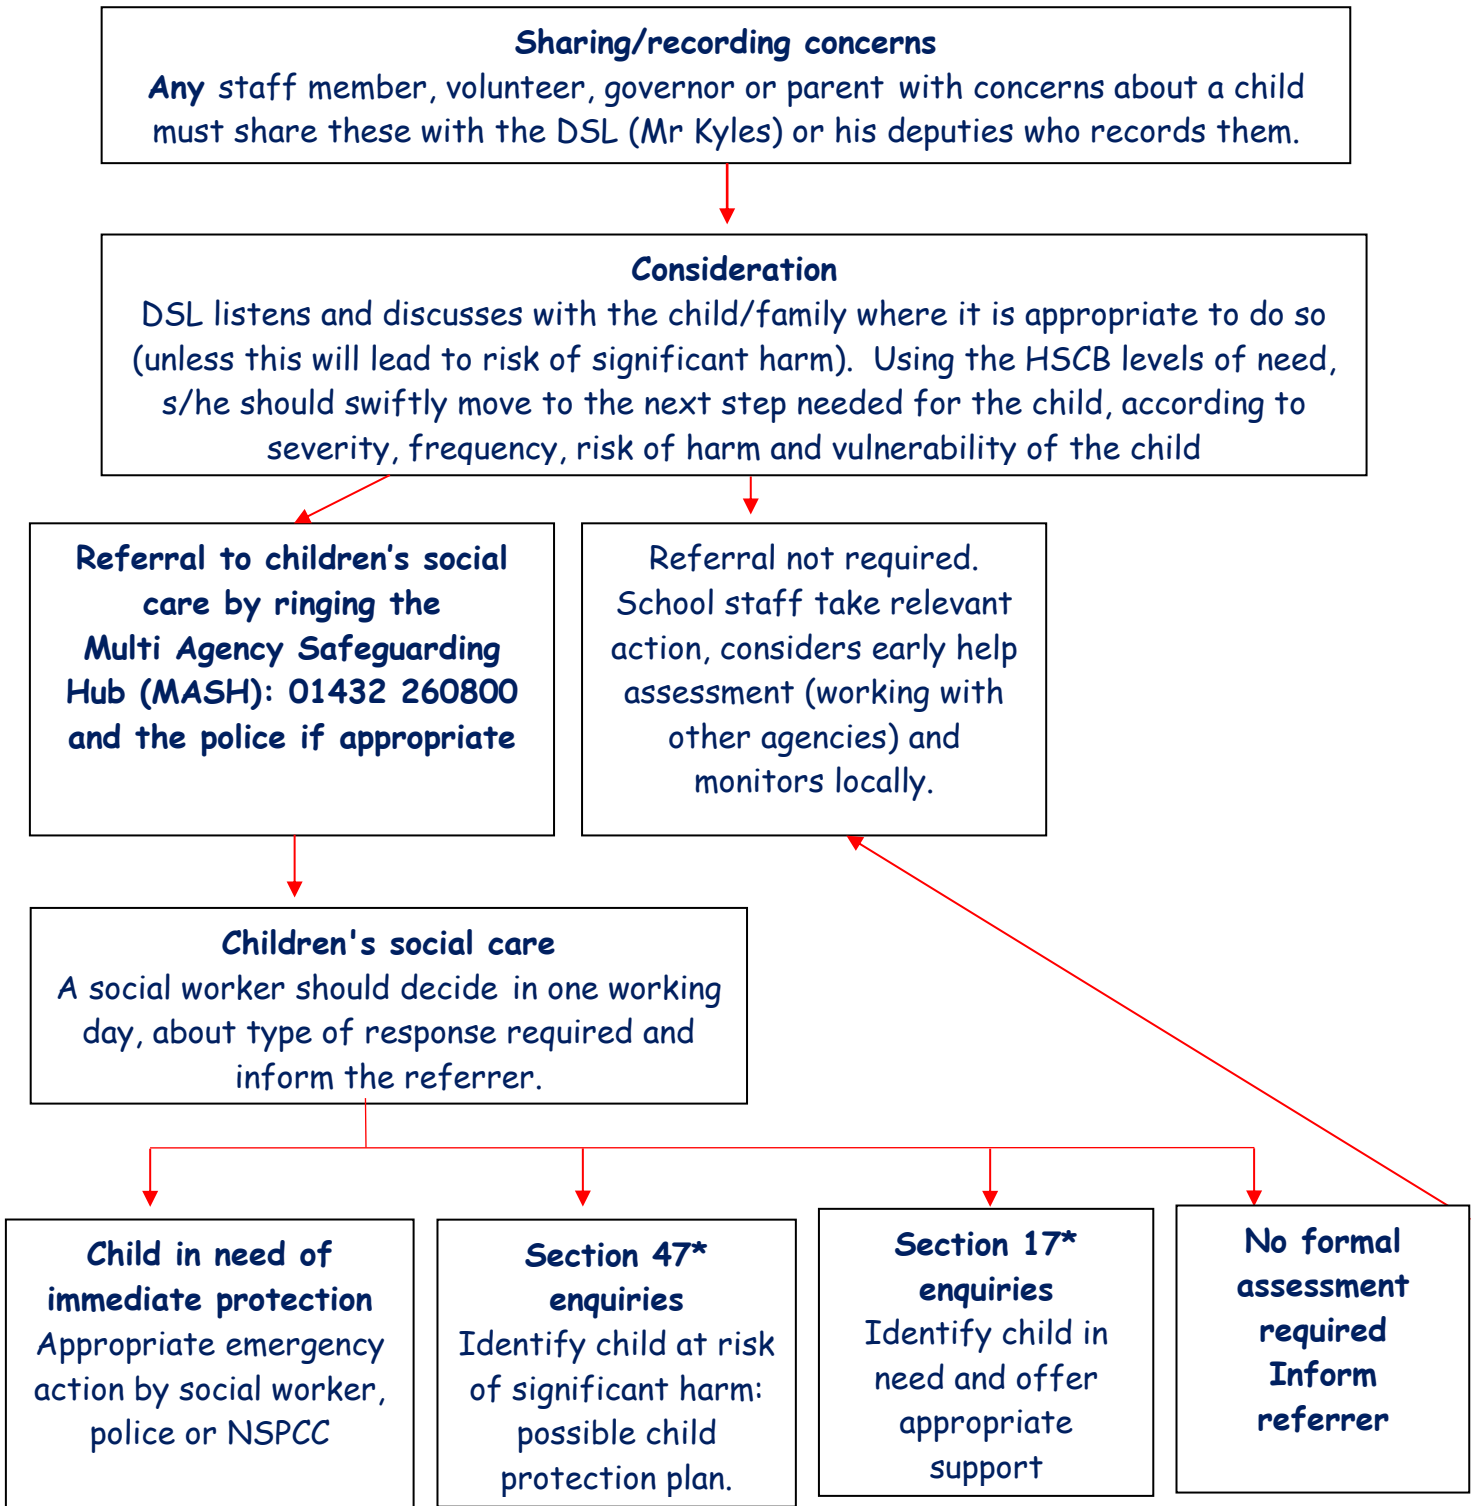 Sharing/recording concerns
Any staff member, volunteer, governor or parent with concerns about a child
must share these with the DSL (Mr Kyles) or his deputies who records them.
Consideration
DSL listens and discusses with the child/family where it is appropriate to do so
(unless this will lead to risk of significant harm). Using the HSCB levels of need,
s/he should swiftly move to the next step needed for the child, according to
severity, frequency, risk of harm and vulnerability of the child
Referral to children’s social
care by ringing the
Multi Agency Safeguarding
Hub (MASH): 01432 260800
and the police if appropriate
Referral not required.
School staff take relevant
action, considers early help
assessment (working with
other agencies) and
monitors locally.
Children's social care
A social worker should decide in one working
day, about type of response required and
inform the referrer.
Child in need of
immediate protection
Appropriate emergency
action by social worker,
police or NSPCC
Section 47*
enquiries
Identify child at risk
of significant harm:
possible child
protection plan.
Section 17*
enquiries
Identify child in
need and offer
appropriate
support
No formal
assessment
required
Inform
referrer